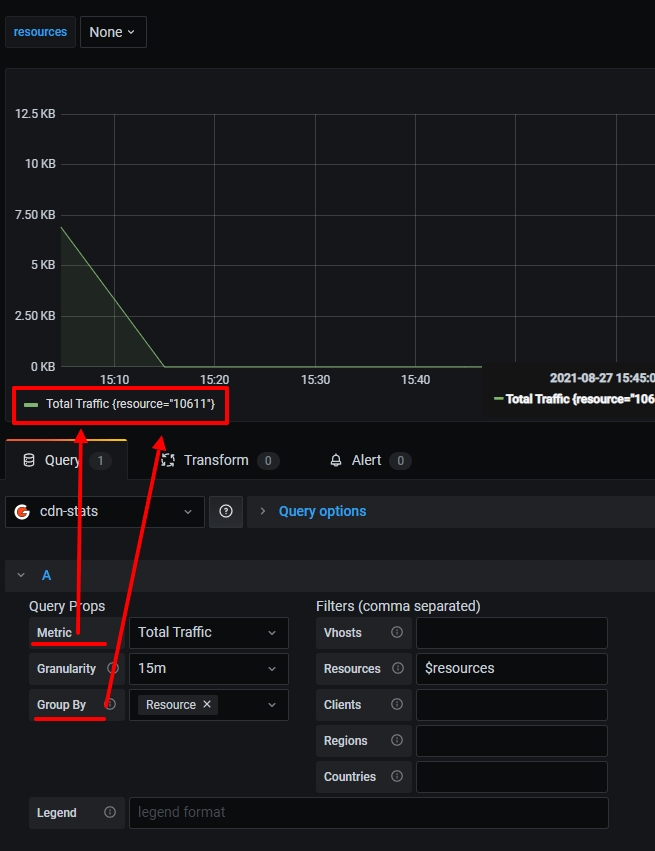 resources None
12.5 KB
10 KB
7.50 KB
5 KB
2.50 KB
0 KB
15:10 15:20 15:30 15:40
2021-08-27 15:45:0
Total Traffic {resource="10611"}
Total Traffic {resource="106
Query 1 Transform 0 Alert 0
cdn-stats Query options
A
Query Props Filters (comma separated)
Metric Total Traffic Vhosts
Granularity 15m Resources $resources
Group By Resource × Clients
Regions
Countries
Legend legend format